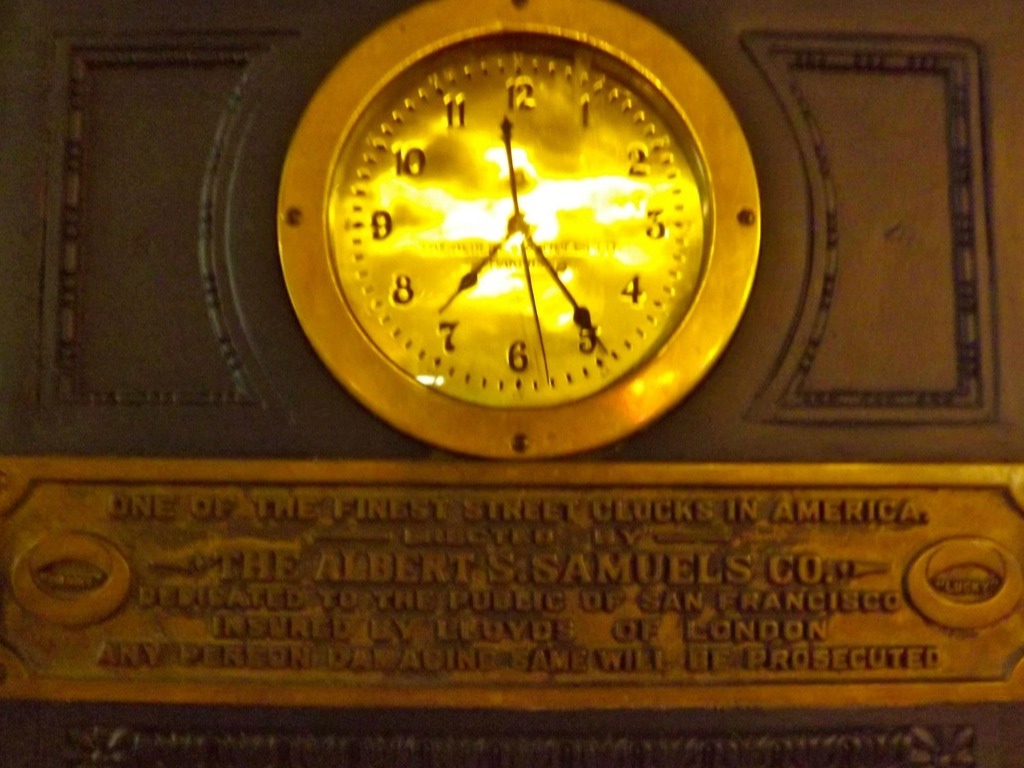 12
11 1
10 2
9 3
8 4
7 5
6
ONE OF THE FINEST STREET CLOCKS IN AMERICA.
ERECTED BY
THE ALBERT S. SAMUELS CO.
DEDICATED TO THE PUBLIC OF SAN FRANCISCO
INSURED BY LLOYDS OF LONDON
ANY PERSON DAMAGING SAME WILL BE PROSECUTED
LUCKY